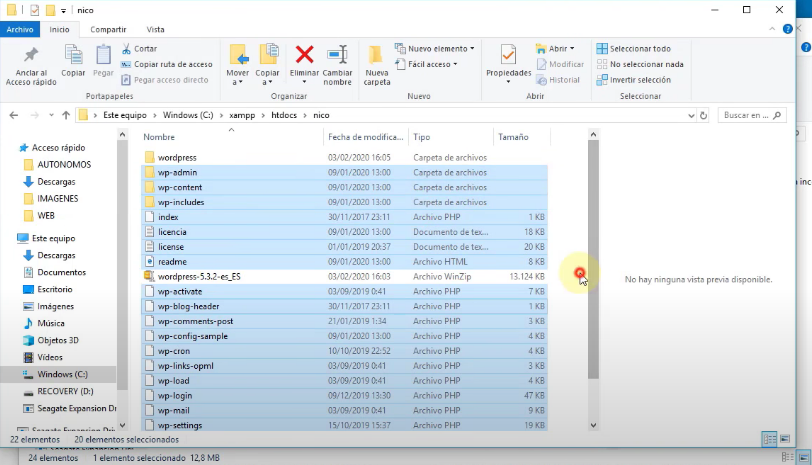 nico
Archivo Inicio Compartir Vista
Anclar al Acceso rápido
Copiar
Pegar
Cortar
Copiar ruta de acceso
Pegar acceso directo
Mover a
Copiar a
Eliminar
Cambiar nombre
Nueva carpeta
Nuevo elemento
Fácil acceso
Propiedades
Abrir
Modificar
Historial
Seleccionar todo
No seleccionar nada
Invertir selección
Portapapeles Organizar Nuevo Abrir Seleccionar
Este equipo > Windows (C:) > xampp > htdocs > nico
Buscar en ...
Acceso rápido
AUTONOMOS
Descargas
IMAGENES
WEB
Este equipo
Descargas
Documentos
Escritorio
Imágenes
Música
Objetos 3D
Vídeos
Windows (C:)
RECOVERY (D:)
Seagate Expansion Dri
Nombre Fecha de modifica... Tipo Tamaño
wordpress 03/02/2020 16:05 Carpeta de archivos
wp-admin 09/01/2020 13:00 Carpeta de archivos
wp-content 09/01/2020 13:00 Carpeta de archivos
wp-includes 09/01/2020 13:00 Carpeta de archivos
index 30/11/2017 23:11 Archivo PHP 1 KB
licencia 09/01/2020 13:00 Documento de tex... 18 KB
license 01/01/2019 20:37 Documento de tex... 20 KB
readme 09/01/2020 13:00 Archivo HTML 8 KB
wordpress-5.3.2-es_ES 03/02/2020 16:03 Archivo WinZip 13.124 KB
wp-activate 03/09/2019 0:41 Archivo PHP 7 KB
wp-blog-header 30/11/2017 23:11 Archivo PHP 1 KB
wp-comments-post 21/01/2019 1:34 Archivo PHP 3 KB
wp-config-sample 09/01/2020 13:00 Archivo PHP 4 KB
wp-cron 10/10/2019 22:52 Archivo PHP 4 KB
wp-links-opml 03/09/2019 0:41 Archivo PHP 3 KB
wp-load 03/09/2019 0:41 Archivo PHP 4 KB
wp-login 09/12/2019 13:30 Archivo PHP 47 KB
wp-mail 03/09/2019 0:41 Archivo PHP 9 KB
wp-settings 15/10/2019 15:37 Archivo PHP 19 KB
No hay ninguna vista previa disponible.
22 elementos 20 elementos seleccionados
24 elementos 1 elemento seleccionado 12,8 MB